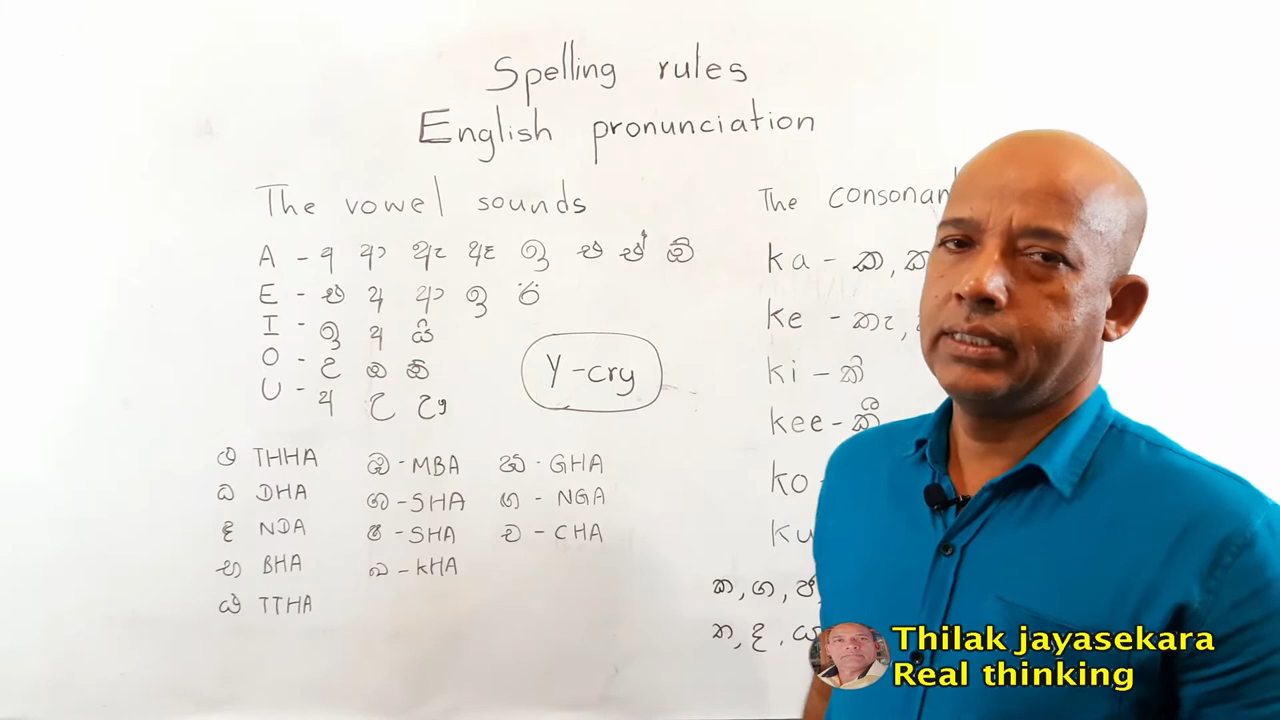 Spelling rules
English pronunciation
The vowel sounds
A - අ ආ ඇ ඈ ඉ එ ඒ ඕ
E - එ අ ආ ඉ ඊ
I - ඉ අ යි
O - උ ඔ ඕ
U - අ උ යු
Y-cry
ඨ THHA
ධ DHA
ඳ NDA
භ BHA
ථ TTHA
ඹ - MBA
ශ - SHA
ෂ - SHA
ඛ - KHA
ඝ - GHA
ඟ - NGA
ච - CHA
The consonan
ka - ක, ක
ke - කැ,
ki - කි
kee - කී
ko
ku
ක, ග, ජ,
ත, ද, ය
Thilak jayasekara
Real thinking